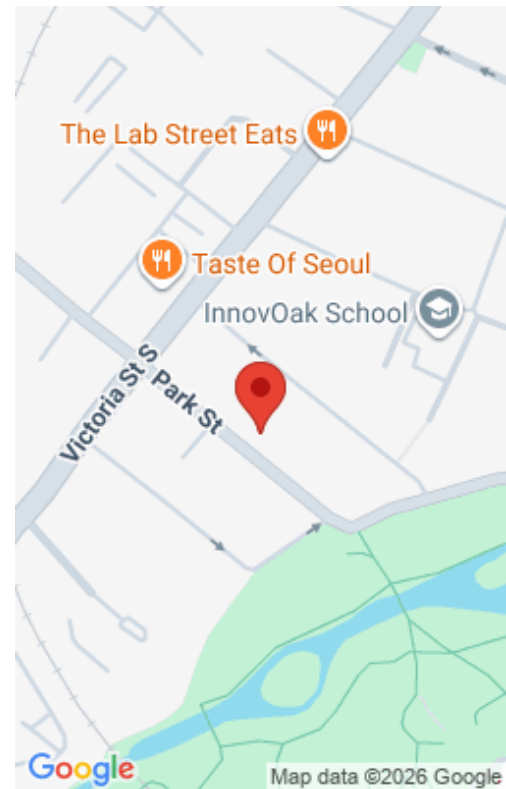 The Lab Street Eats
Taste Of Seoul
InnovOak School
Victoria St S
Park St
Google
Map data ©2026 Google